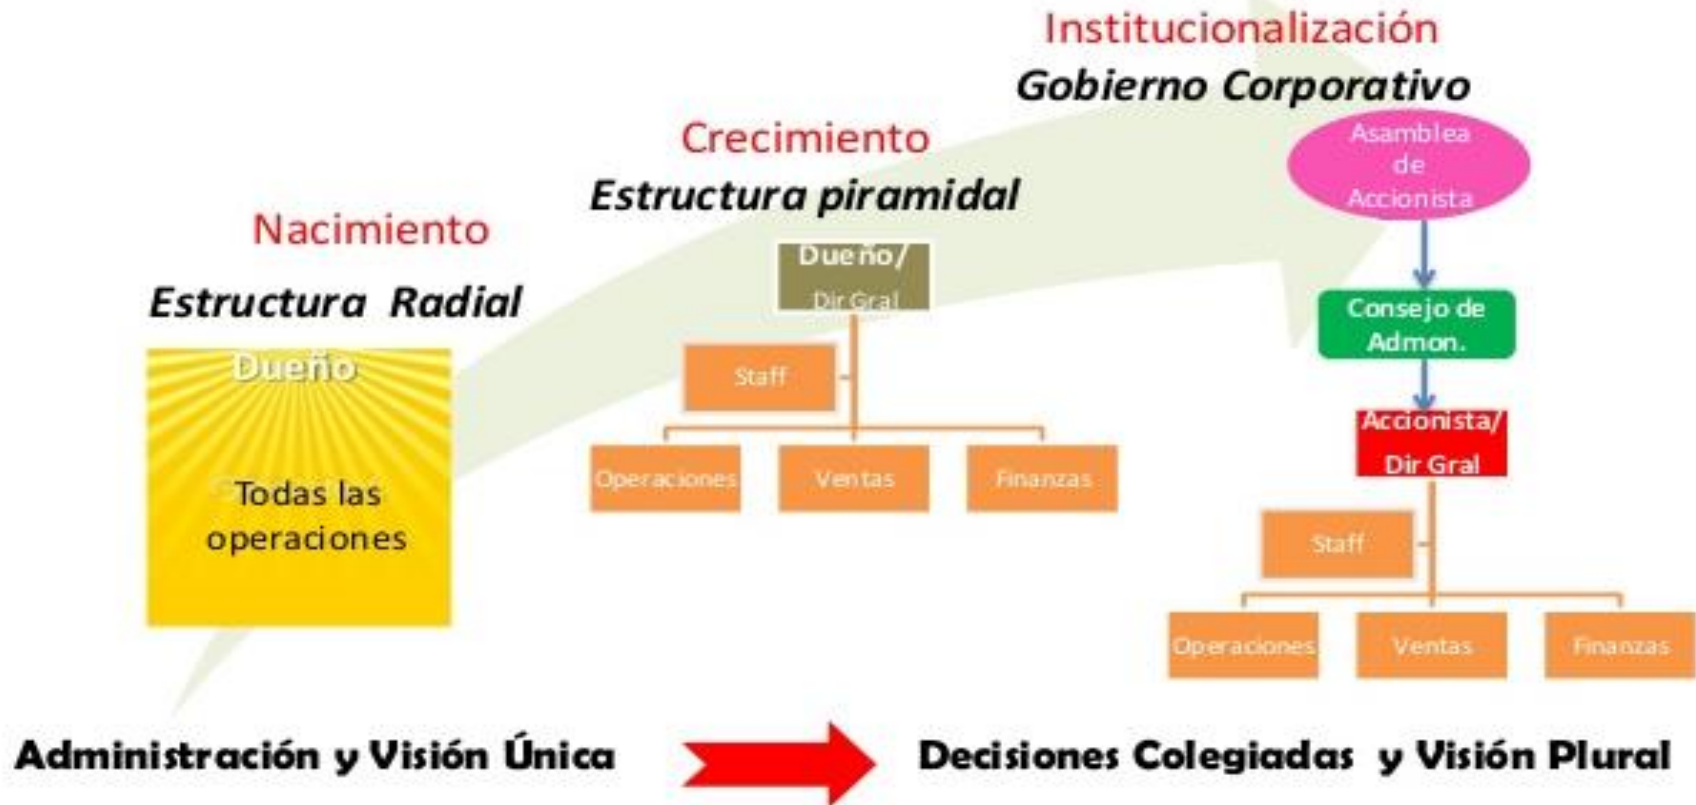 Institucionalización
Gobierno Corporativo
Asamblea
de
Accionista
Consejo de
Admon.
Accionista/
Dir Gral
Staff
Operaciones
Ventas
Finanzas
Crecimiento
Estructura piramidal
Dueño/
Dir Gral
Staff
Operaciones
Ventas
Finanzas
Nacimiento
Estructura Radial
Dueño
Todas las
operaciones
Administración y Visión Única
Decisiones Colegiadas y Visión Plural